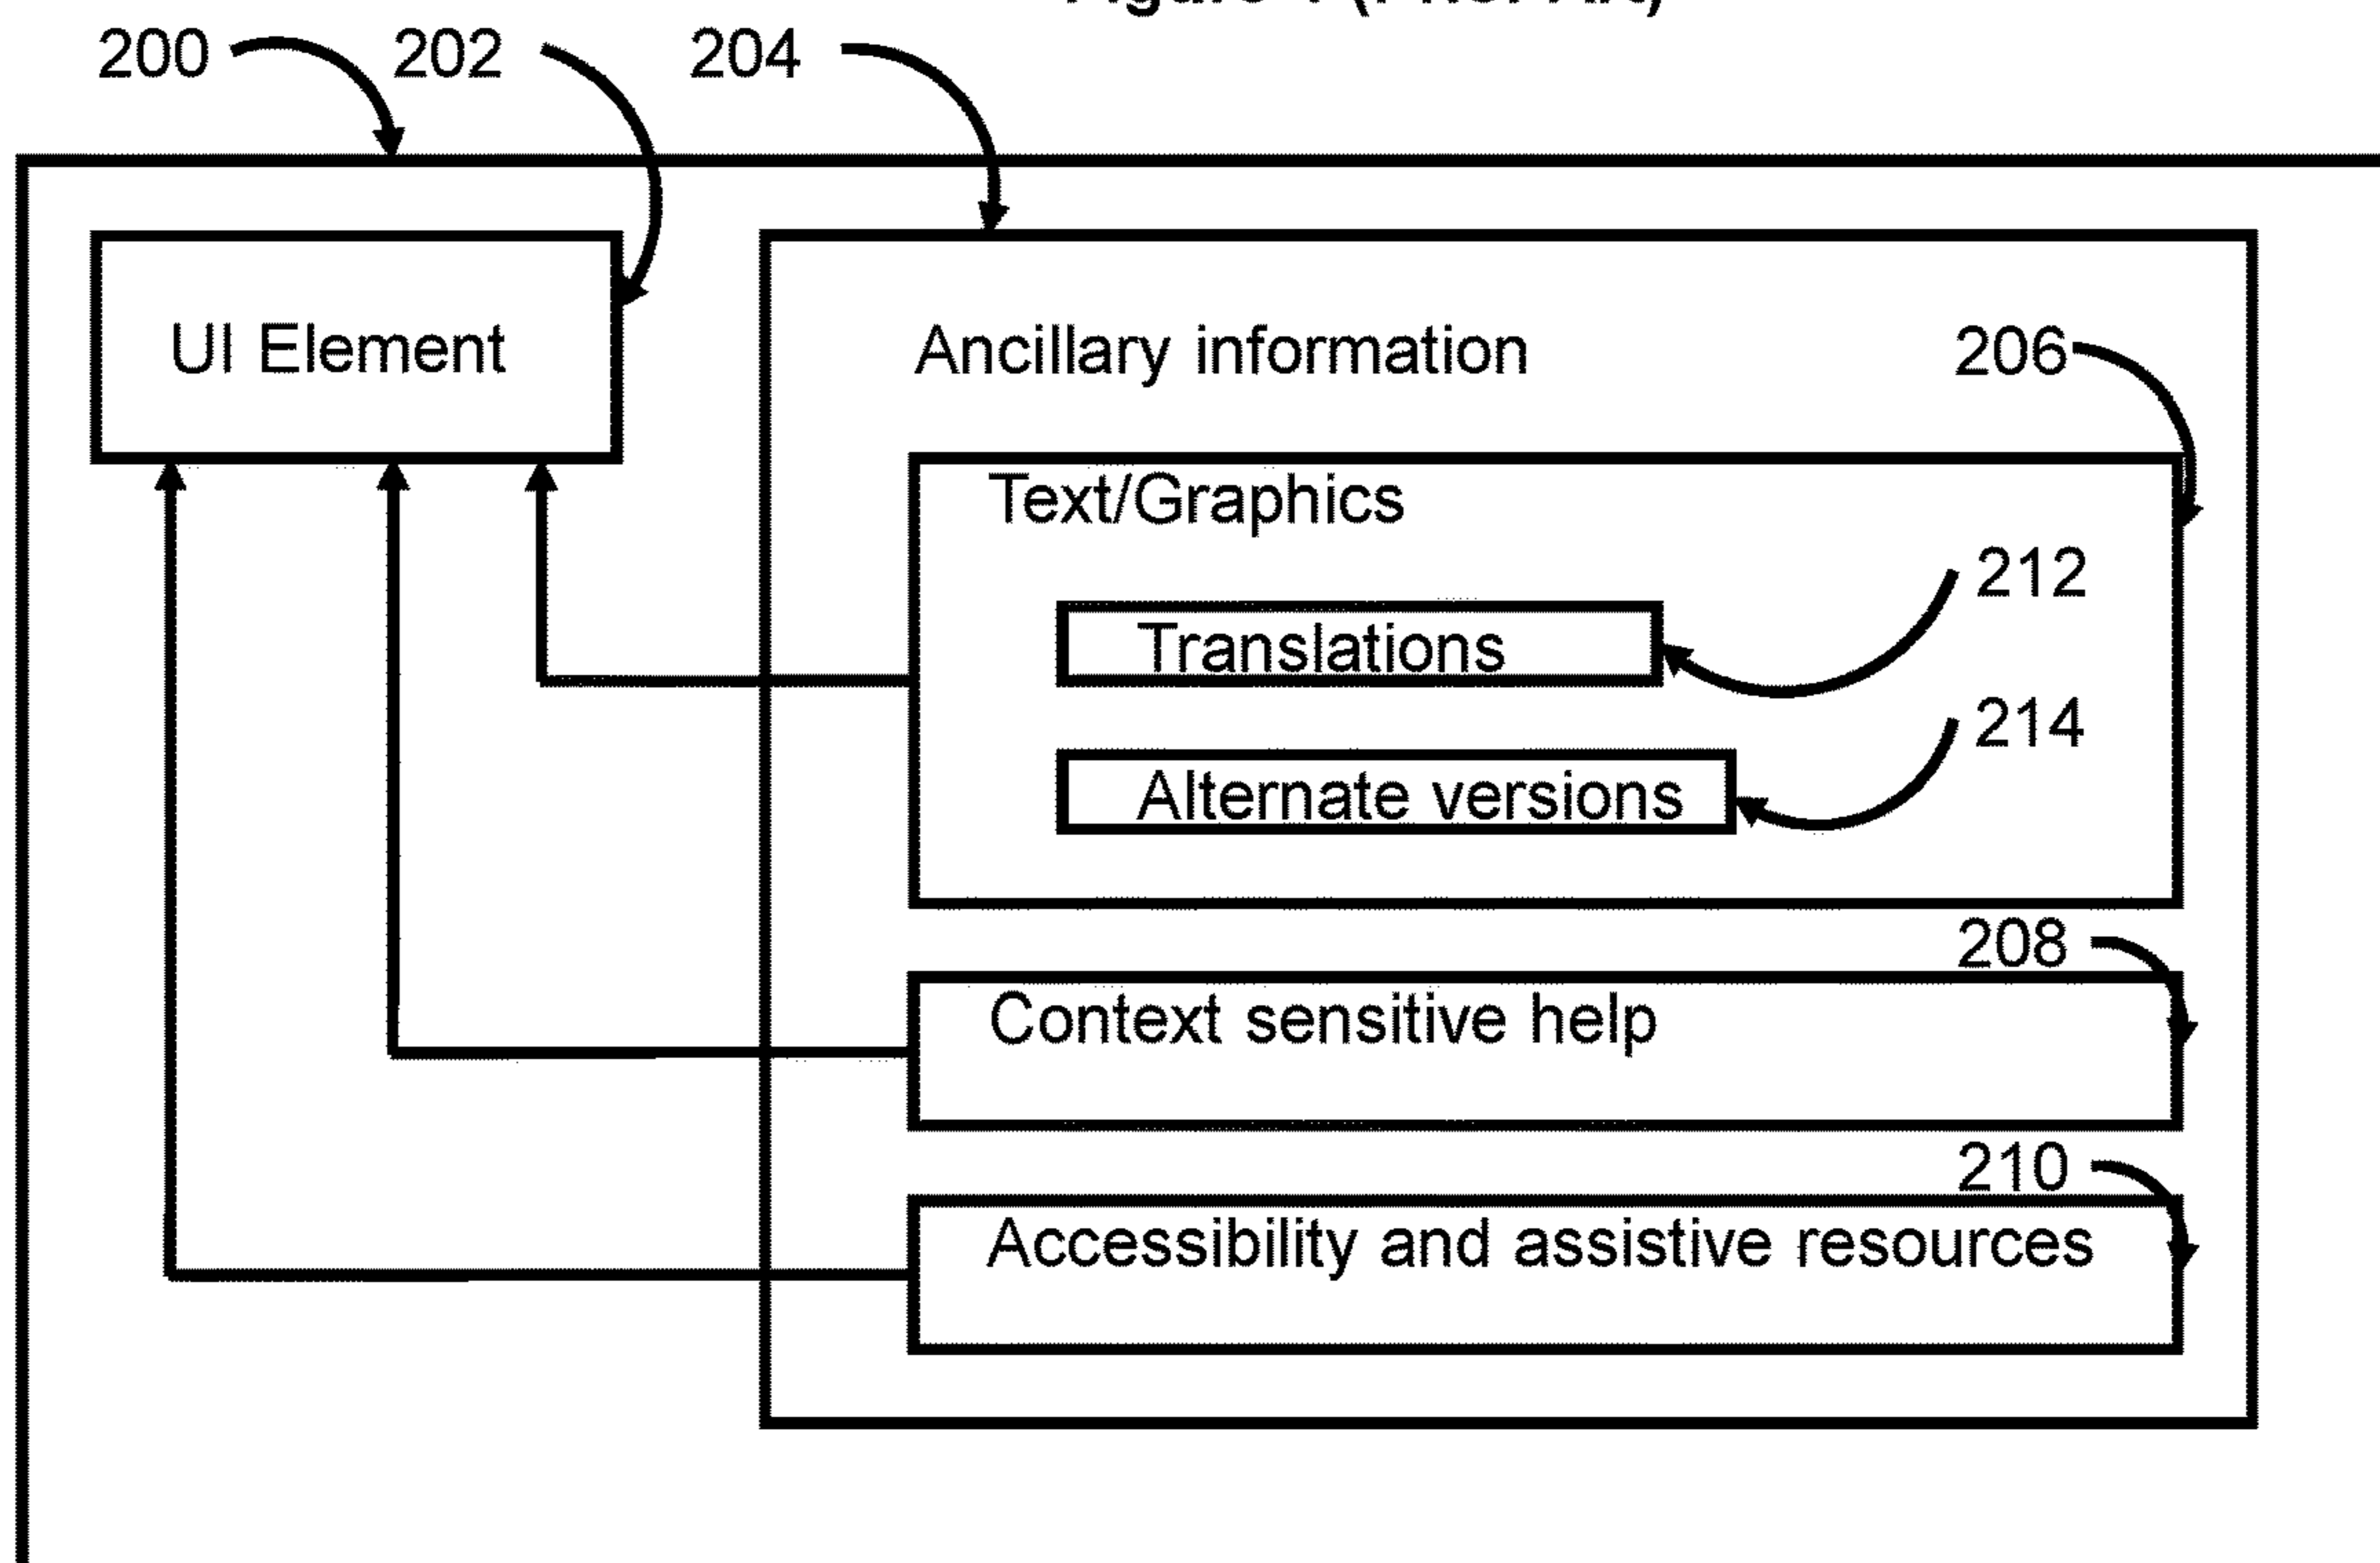 200 202 204
UI Element
Ancillary information
206
Text/Graphics
212
Translations
214
Alternate versions
208
Context sensitive help
210
Accessibility and assistive resources